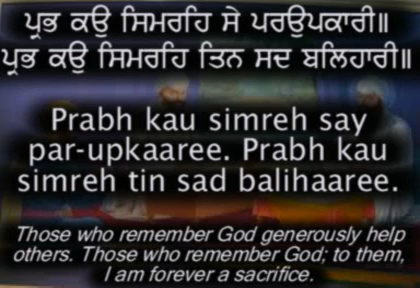 ਪ੍ਰਭ ਕਉ ਸਿਮਰਹਿ ਸੇ ਪਰਉਪਕਾਰੀ॥
ਪ੍ਰਭ ਕਉ ਸਿਮਰਹਿ ਤਿਨ ਸਦ ਬਲਿਹਾਰੀ॥
Prabh kau simreh say
par-upkaaree. Prabh kau
simreh tin sad balihaaree.
Those who remember God generously help
others. Those who remember God; to them,
I am forever a sacrifice.